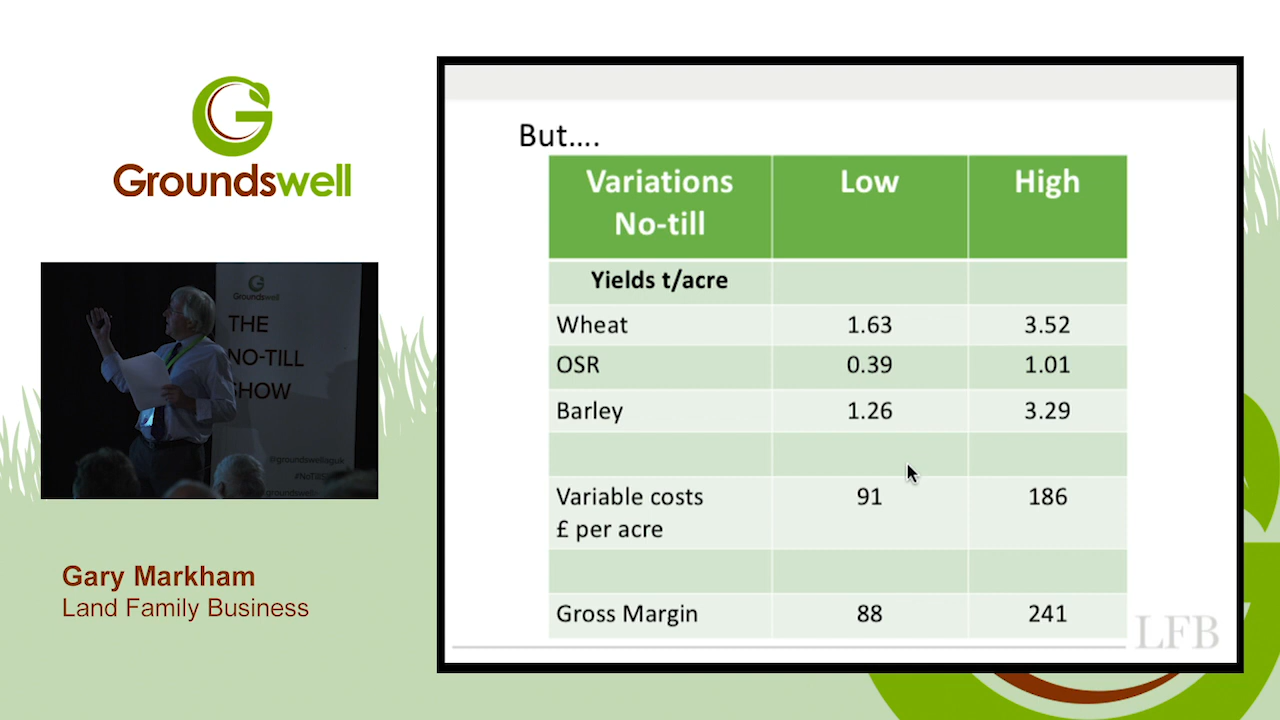 Groundswell
Groundswell
THE
NO-TILL
SHOW
@groundswellaguk
Gary Markham
Land Family Business
But....
Variations No-till Low High
Yields t/acre
Wheat 1.63 3.52
OSR 0.39 1.01
Barley 1.26 3.29
Variable costs £ per acre 91 186
Gross Margin 88 241
LFB